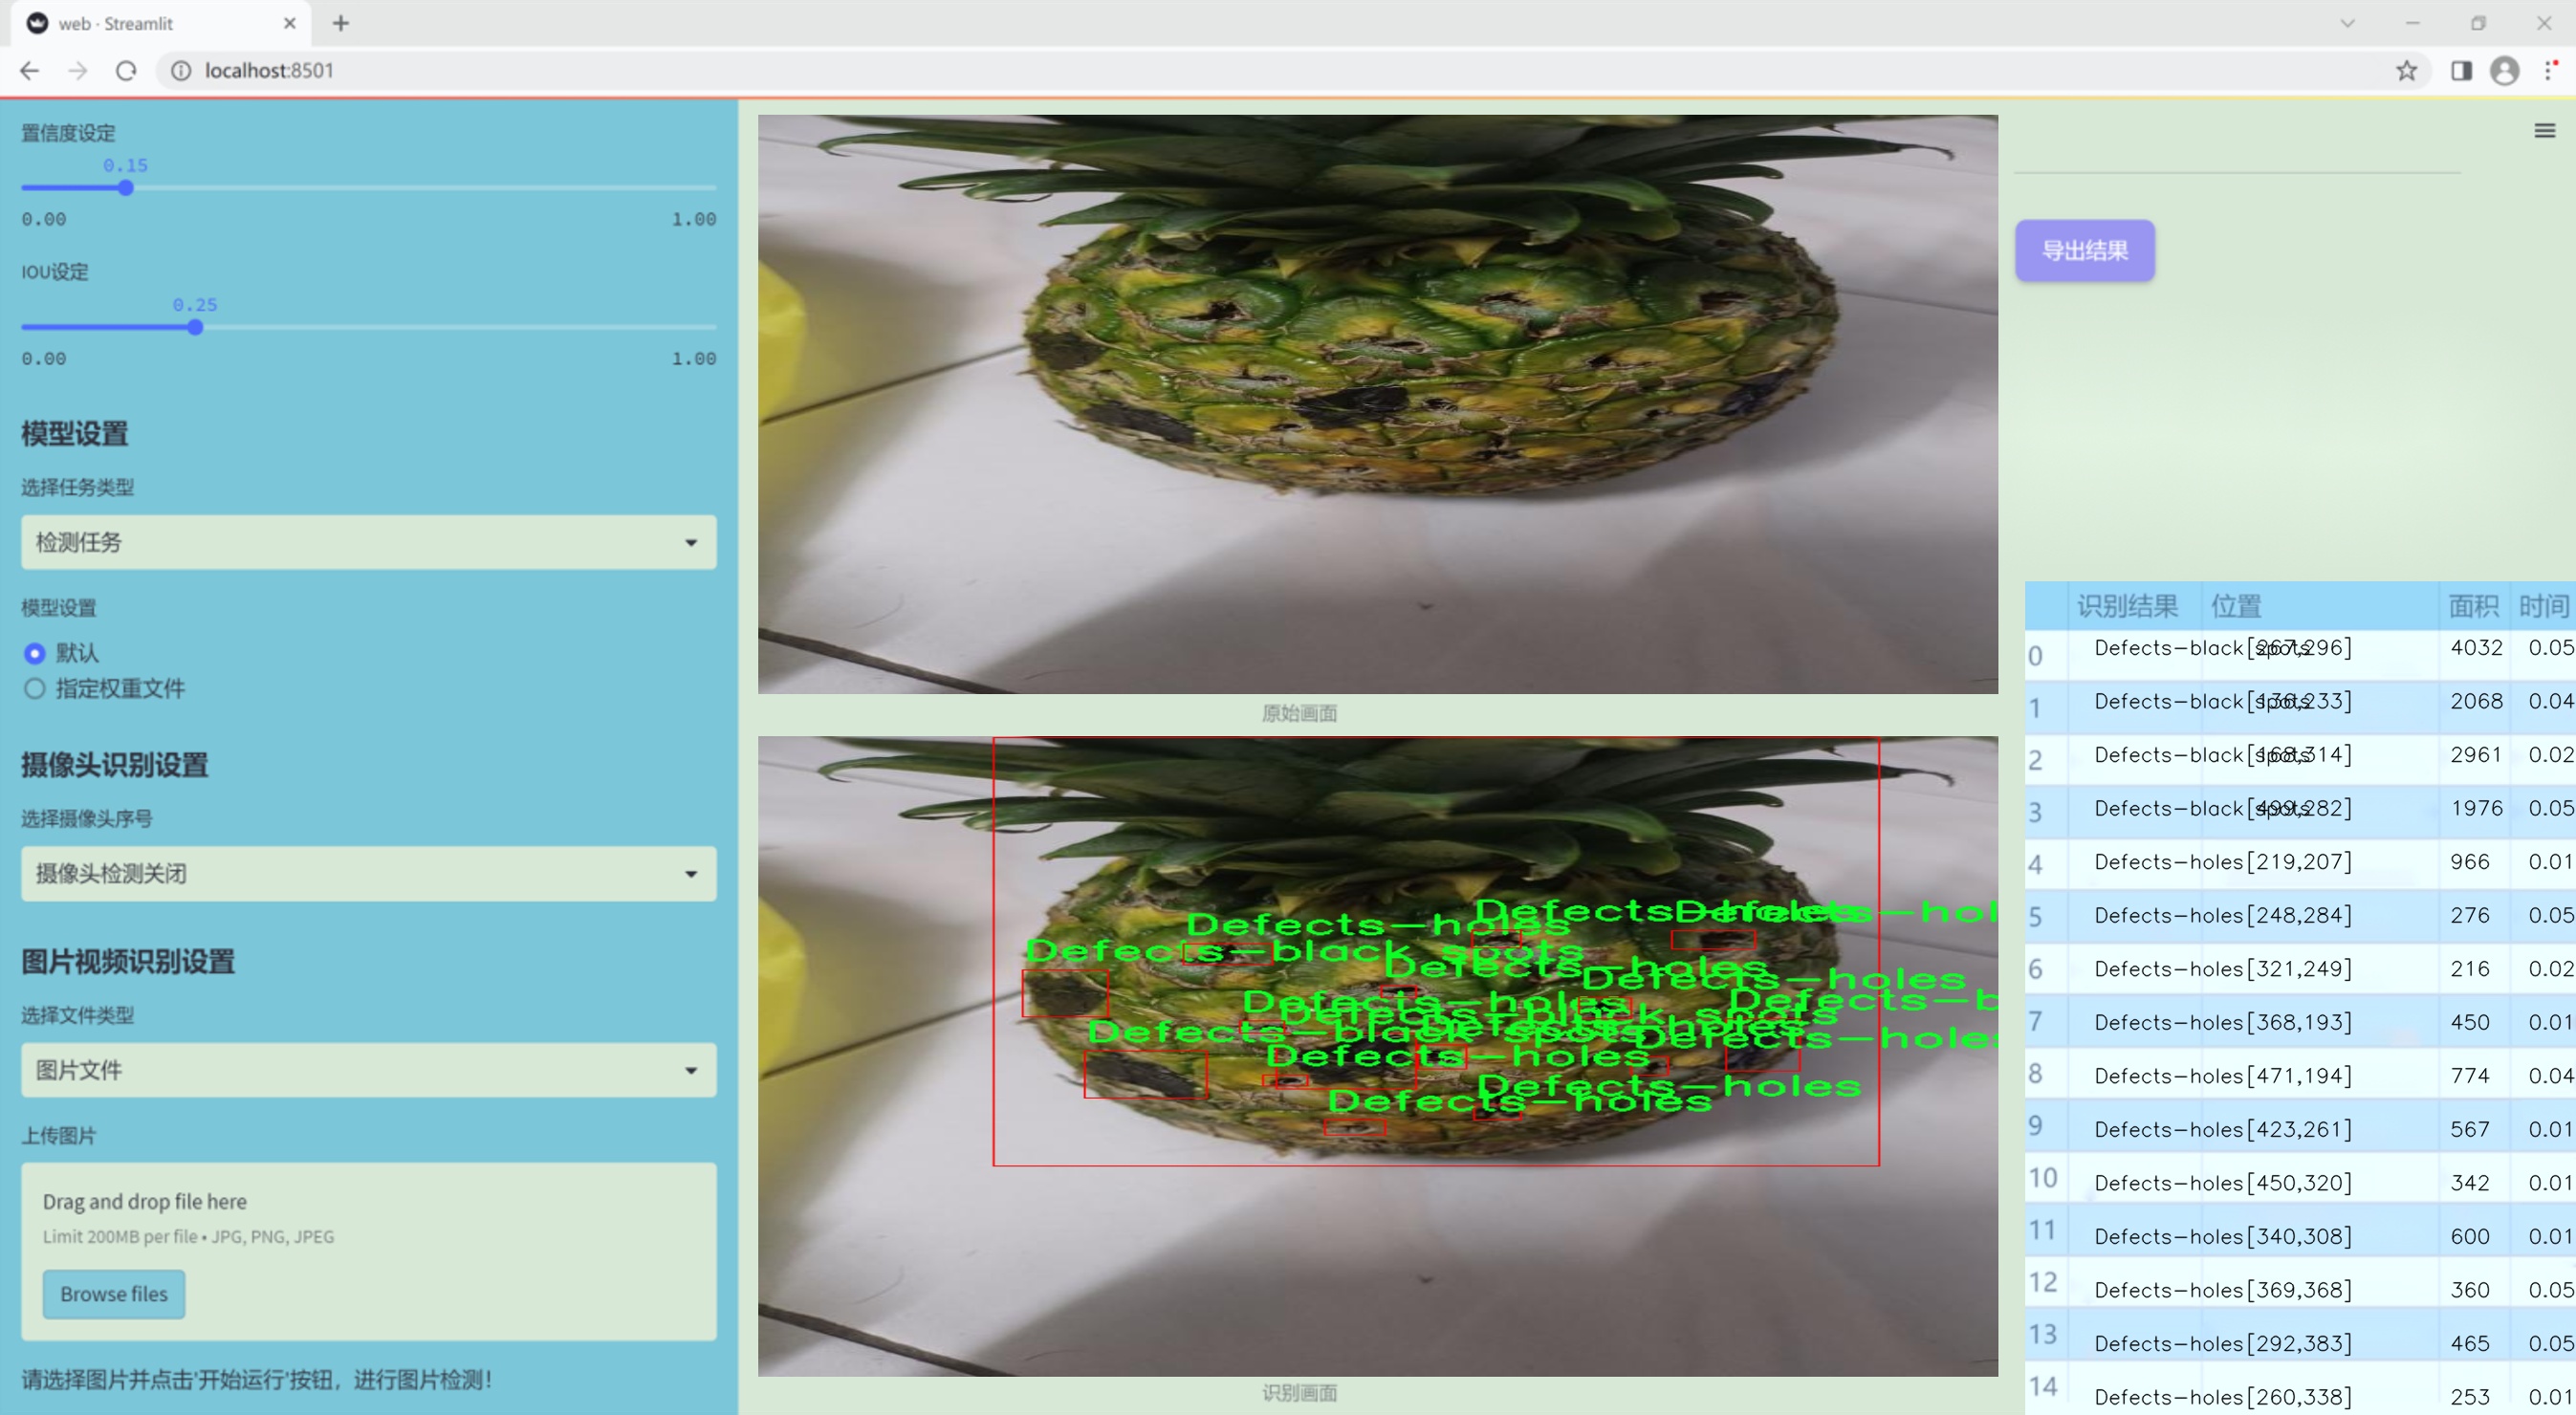 web · Streamlit
localhost:8501
置信度设定
0.15
0.00 1.00
IOU设定
0.25
0.00 1.00
模型设置
选择任务类型
检测任务
模型设置
默认
指定权重文件
摄像头识别设置
选择摄像头序号
摄像头检测关闭
图片视频识别设置
选择文件类型
图片文件
上传图片
Drag and drop file here
Limit 200MB per file • JPG, PNG, JPEG
Browse files
请选择图片并点击'开始运行'按钮，进行图片检测！
原始画面
Defects-holes
Defects-black spots
Defects-holes
Defects-holes
Defects-holes
Defects-holes
Defects-holes
Defects-holes
识别画面
导出结果
识别结果 位置 面积 时间
0 Defects-black spots [267,296] 4032 0.05
1 Defects-black spots [136,233] 2068 0.04
2 Defects-black spots [168,314] 2961 0.02
3 Defects-black spots [499,282] 1976 0.05
4 Defects-holes [219,207] 966 0.01
5 Defects-holes [248,284] 276 0.05
6 Defects-holes [321,249] 216 0.02
7 Defects-holes [368,193] 450 0.01
8 Defects-holes [471,194] 774 0.04
9 Defects-holes [423,261] 567 0.01
10 Defects-holes [450,320] 342 0.01
11 Defects-holes [340,308] 600 0.01
12 Defects-holes [369,368] 360 0.05
13 Defects-holes [292,383] 465 0.05
14 Defects-holes [260,338] 253 0.01